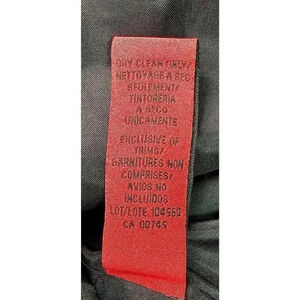 DRY CLEAN ONLY/
NETTOYAGE A SEC
SEULEMENT/
TINTORERIA
A SECO
UNICAMENTE
EXCLUSIVE OF
TRIMS/
GARNITURES NON
COMPRISES/
AVIOS NO
INCLUIDOS
LOT/LOTE 104560
CA 00745